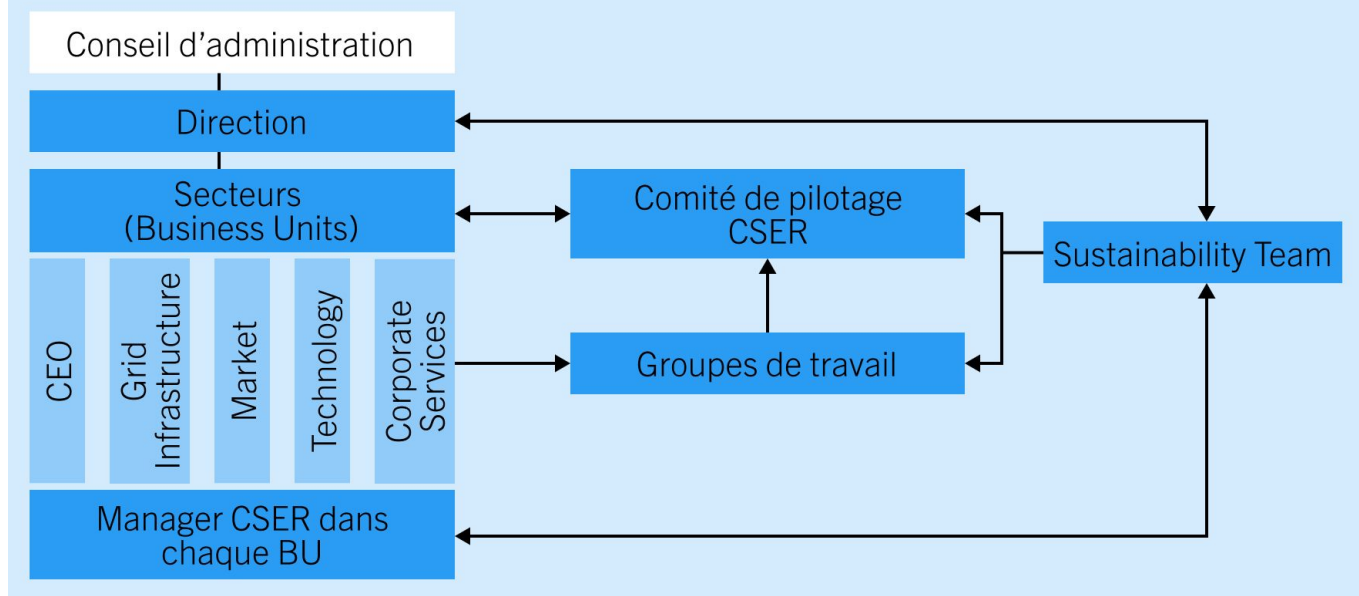 Conseil d'administration
Direction
Secteurs
(Business Units)
Comité de pilotage
CSER
Sustainability Team
CEO
Grid
Infrastructure
Market
Technology
Corporate
Services
Groupes de travail
Manager CSER dans
chaque BU